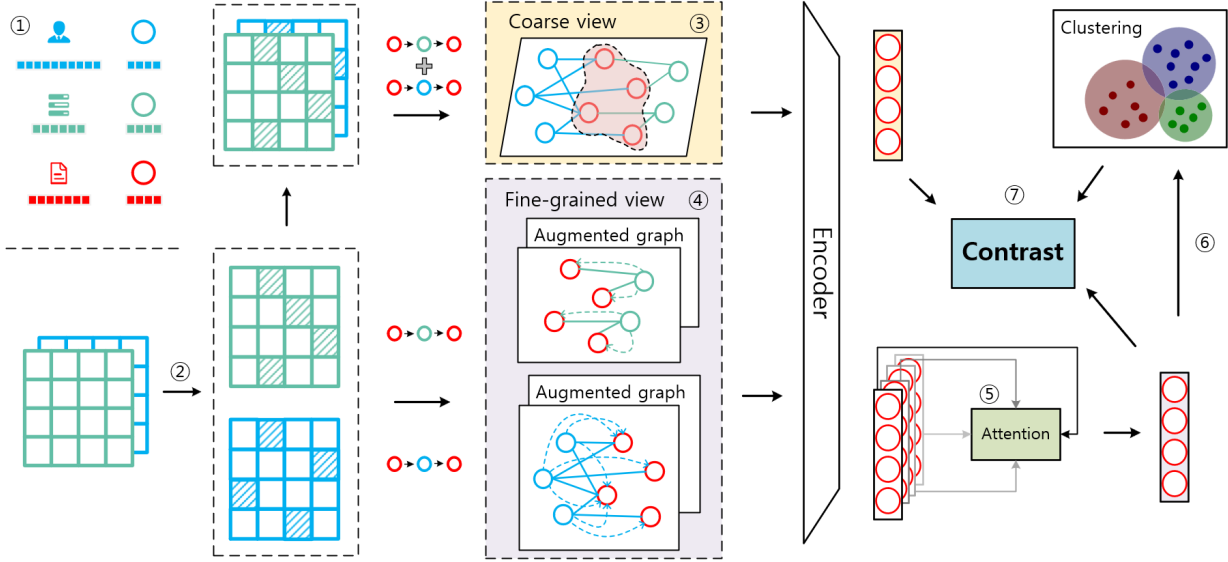 ①
②
Coarse view ③
Fine-grained view ④
Augmented graph
Augmented graph
Encoder
⑤
Attention
⑥
⑦
Contrast
Clustering